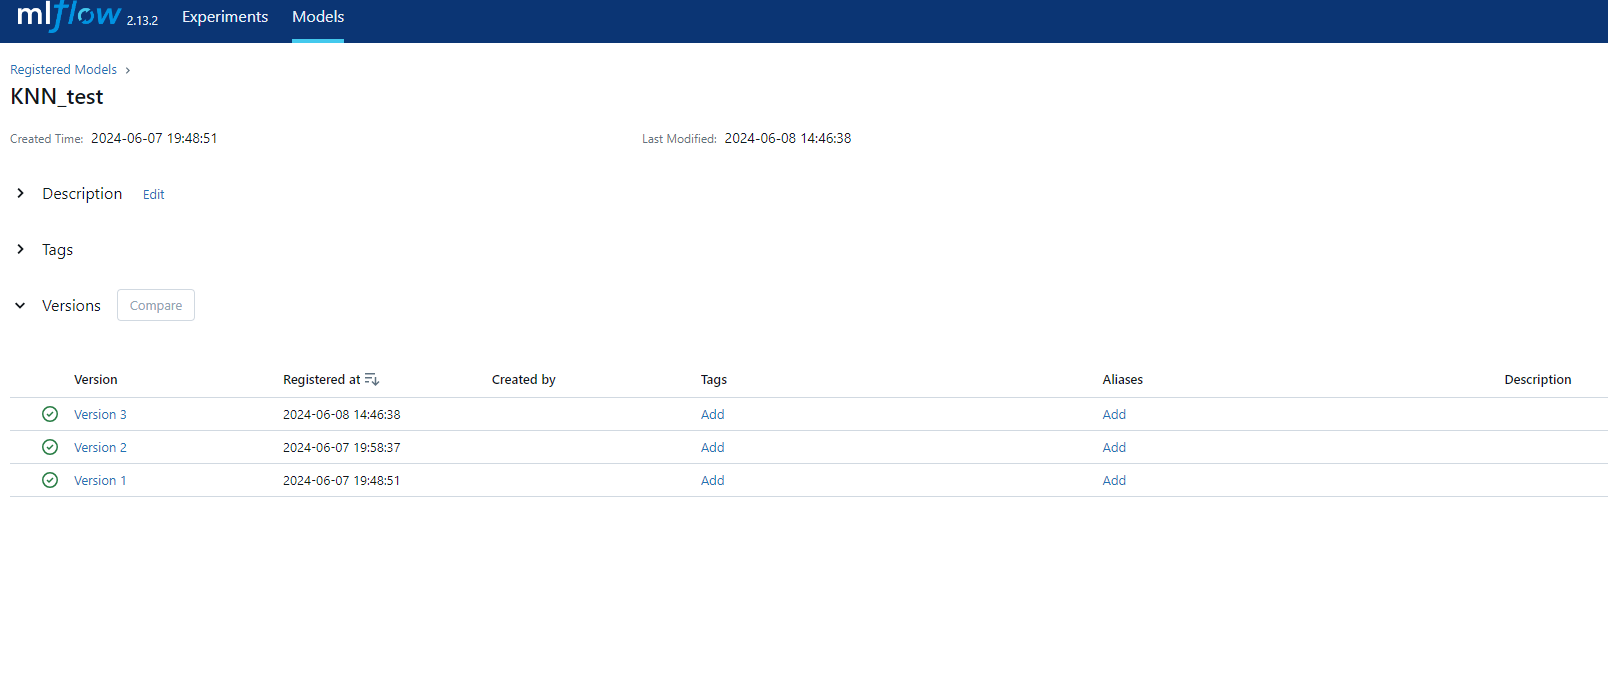 mlflow 2.13.2 Experiments Models
Registered Models ›
KNN_test
Created Time: 2024-06-07 19:48:51 Last Modified: 2024-06-08 14:46:38
Description Edit
Tags
Versions Compare
Version Registered at Created by Tags Aliases Description
Version 3 2024-06-08 14:46:38 Add Add
Version 2 2024-06-07 19:58:37 Add Add
Version 1 2024-06-07 19:48:51 Add Add